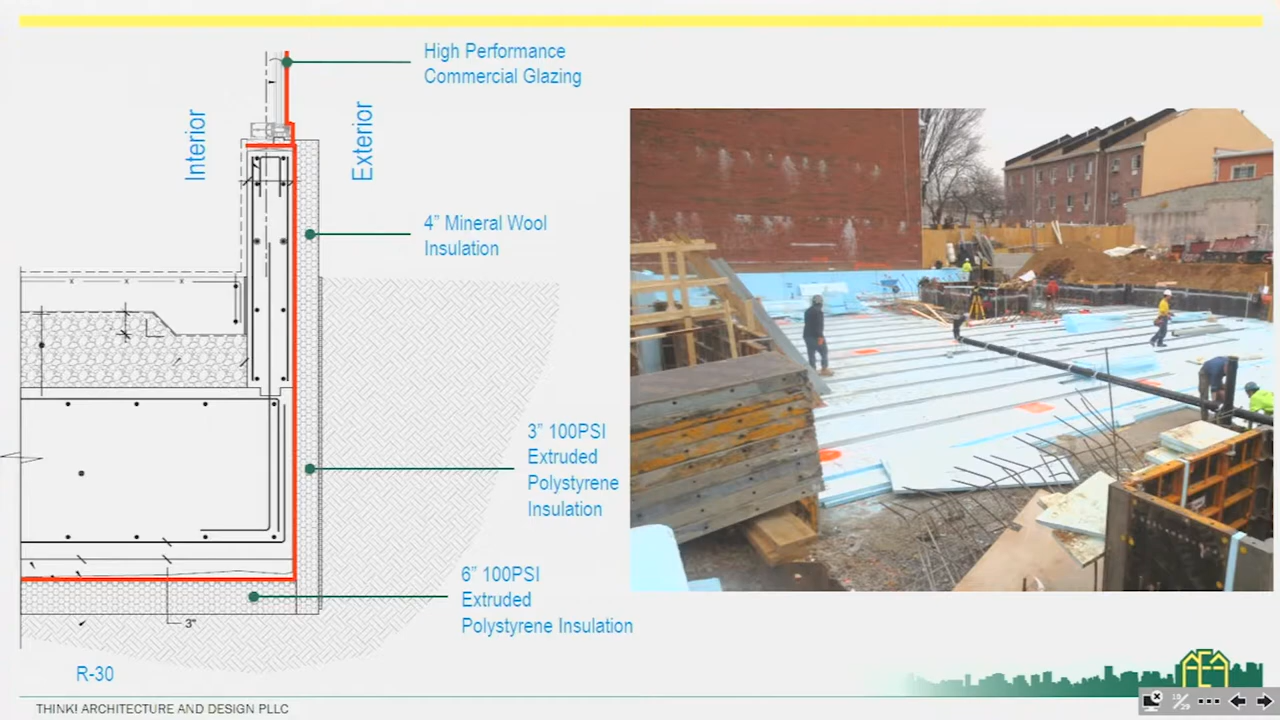 High Performance
Commercial Glazing
Interior
Exterior
4” Mineral Wool
Insulation
3” 100PSI
Extruded
Polystyrene
Insulation
6” 100PSI
Extruded
Polystyrene Insulation
3"
R-30
AEA
THINK! ARCHITECTURE AND DESIGN PLLC